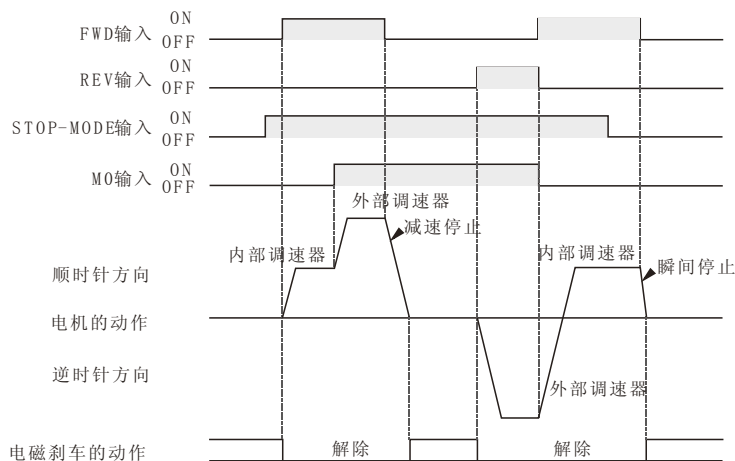 FWD输入 ON
OFF
REV输入 ON
OFF
STOP-MODE输入 ON
OFF
M0输入 ON
OFF
外部调速器
减速停止
内部调速器
内部调速器
瞬间停止
顺时针方向
电机的动作
逆时针方向
外部调速器
电磁刹车的动作
解除
解除